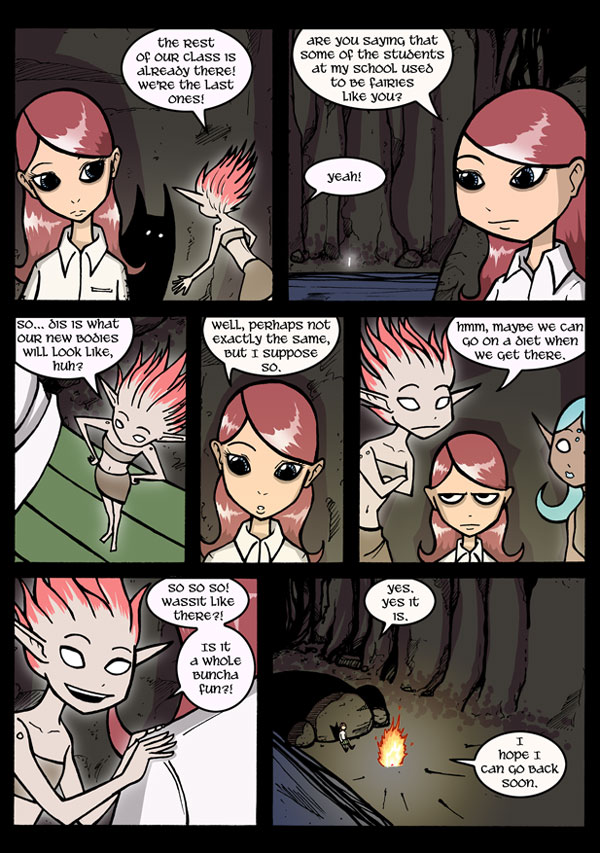 the rest
of our class is
already there!
we're the last
ones!
are you saying that
some of the students
at my school used
to be fairies
like you?
yeah!
so... dis is what
our new bodies
will look like,
huh?
well, perhaps not
exactly the same,
but I suppose
so.
hmm, maybe we can
go on a diet when
we get there.
so so so!
wassit like
there?!
Is it
a whole
buncha
fun?!
yes.
yes it
is.
I
hope I
can go back
soon.